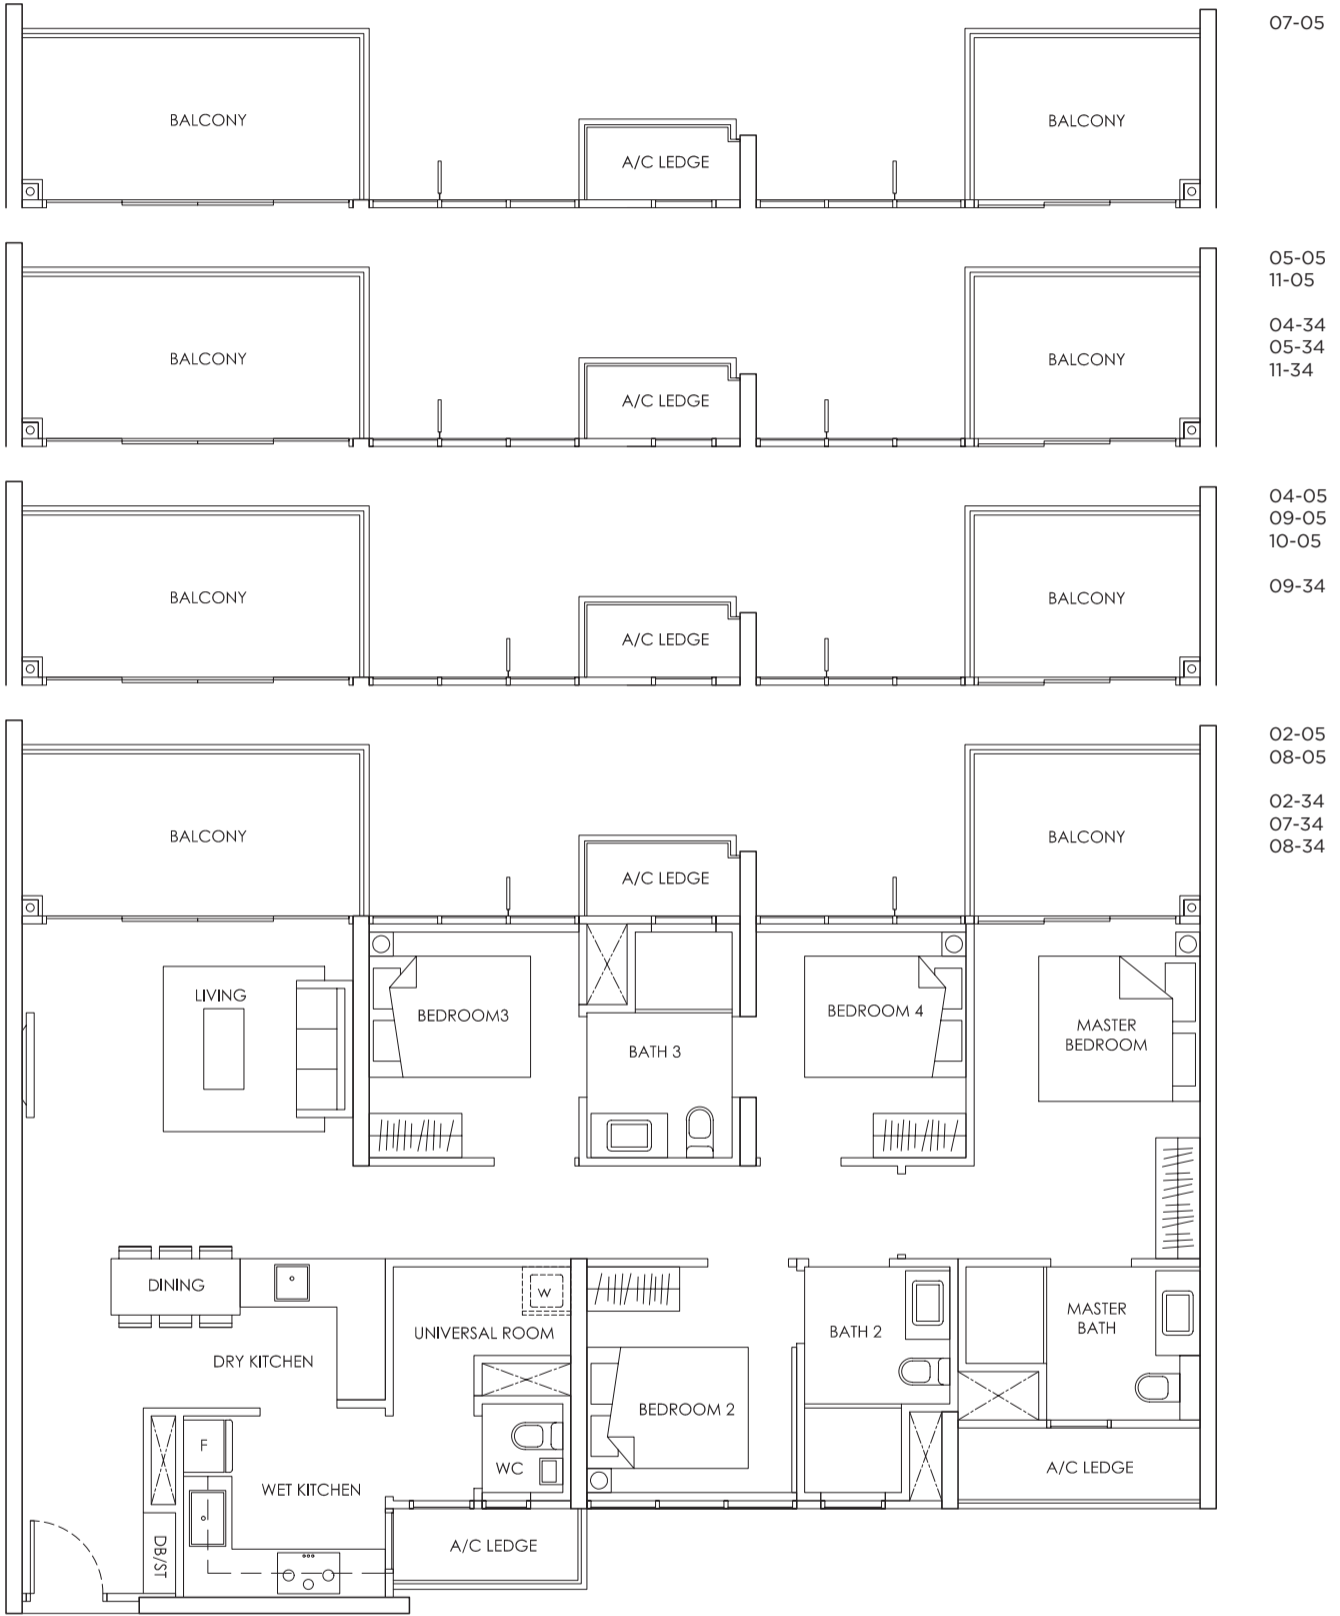 07-05
BALCONY
A/C LEDGE
BALCONY
05-05
11-05
04-34
05-34
11-34
BALCONY
A/C LEDGE
BALCONY
04-05
09-05
10-05
09-34
BALCONY
A/C LEDGE
BALCONY
02-05
08-05
02-34
07-34
08-34
BALCONY
A/C LEDGE
BALCONY
LIVING
BEDROOM3
BATH 3
BEDROOM 4
MASTER
BEDROOM
DINING
W
UNIVERSAL ROOM
DRY KITCHEN
BATH 2
MASTER
BATH
BEDROOM 2
F
WC
WET KITCHEN
A/C LEDGE
A/C LEDGE
DB/ST